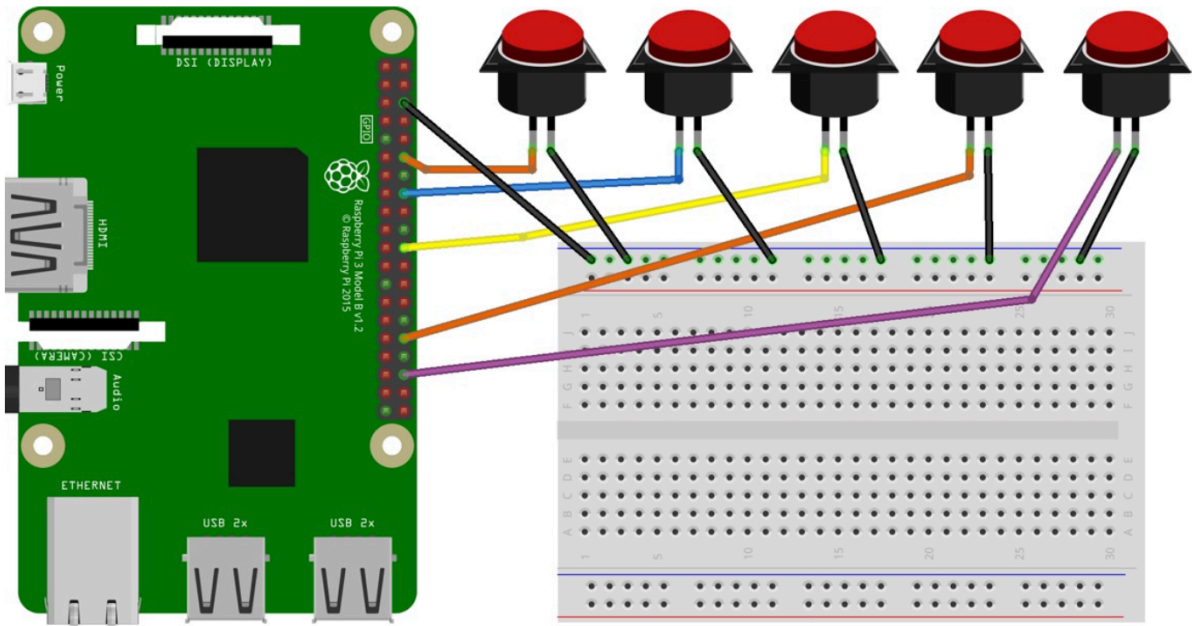 DSI (DISPLAY)
Power
GPIO
HDMI
Raspberry Pi 3 Model B v1.2
© Raspberry Pi 2015
CSI (CAMERA)
Audio
ETHERNET
USB 2x
USB 2x
1 5 10 15 20 25 30
J J
I I
H H
G G
F F
E E
D D
C C
B B
A A
1 5 10 15 20 25 30